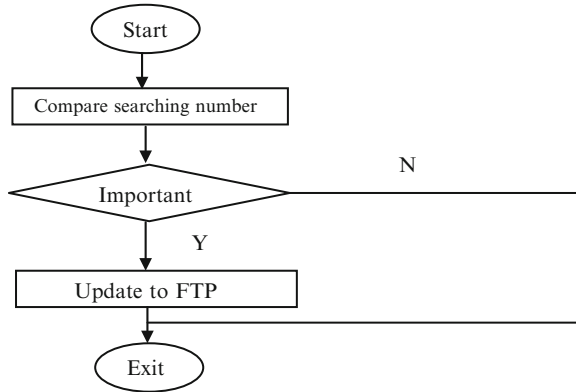 Start
Compare searching number
N
Important
Y
Update to FTP
Exit